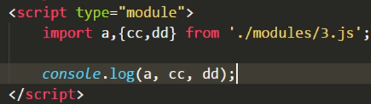 <script type="module">
import a,{cc,dd} from './modules/3.js';
console.log(a, cc, dd);
</script>